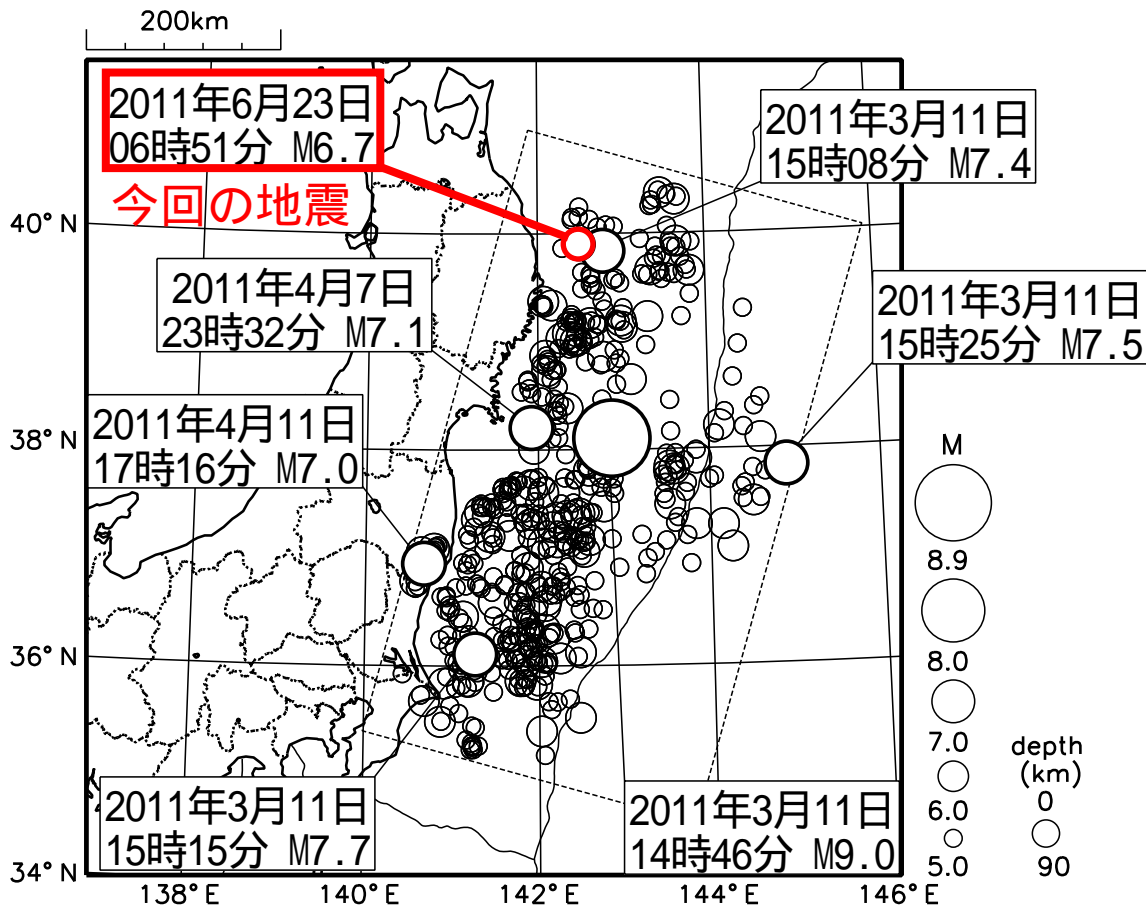 200km
2011年6月23日
06時51分 M6.7
今回の地震
2011年3月11日
15時08分 M7.4
40°N
2011年4月7日
23時32分 M7.1
2011年3月11日
15時25分 M7.5
2011年4月11日
17時16分 M7.0
38°N
36°N
34°N
2011年3月11日
15時15分 M7.7
2011年3月11日
14時46分 M9.0
138°E
140°E
142°E
144°E
146°E
M
8.9
8.0
7.0
6.0
5.0
depth
(km)
0
90